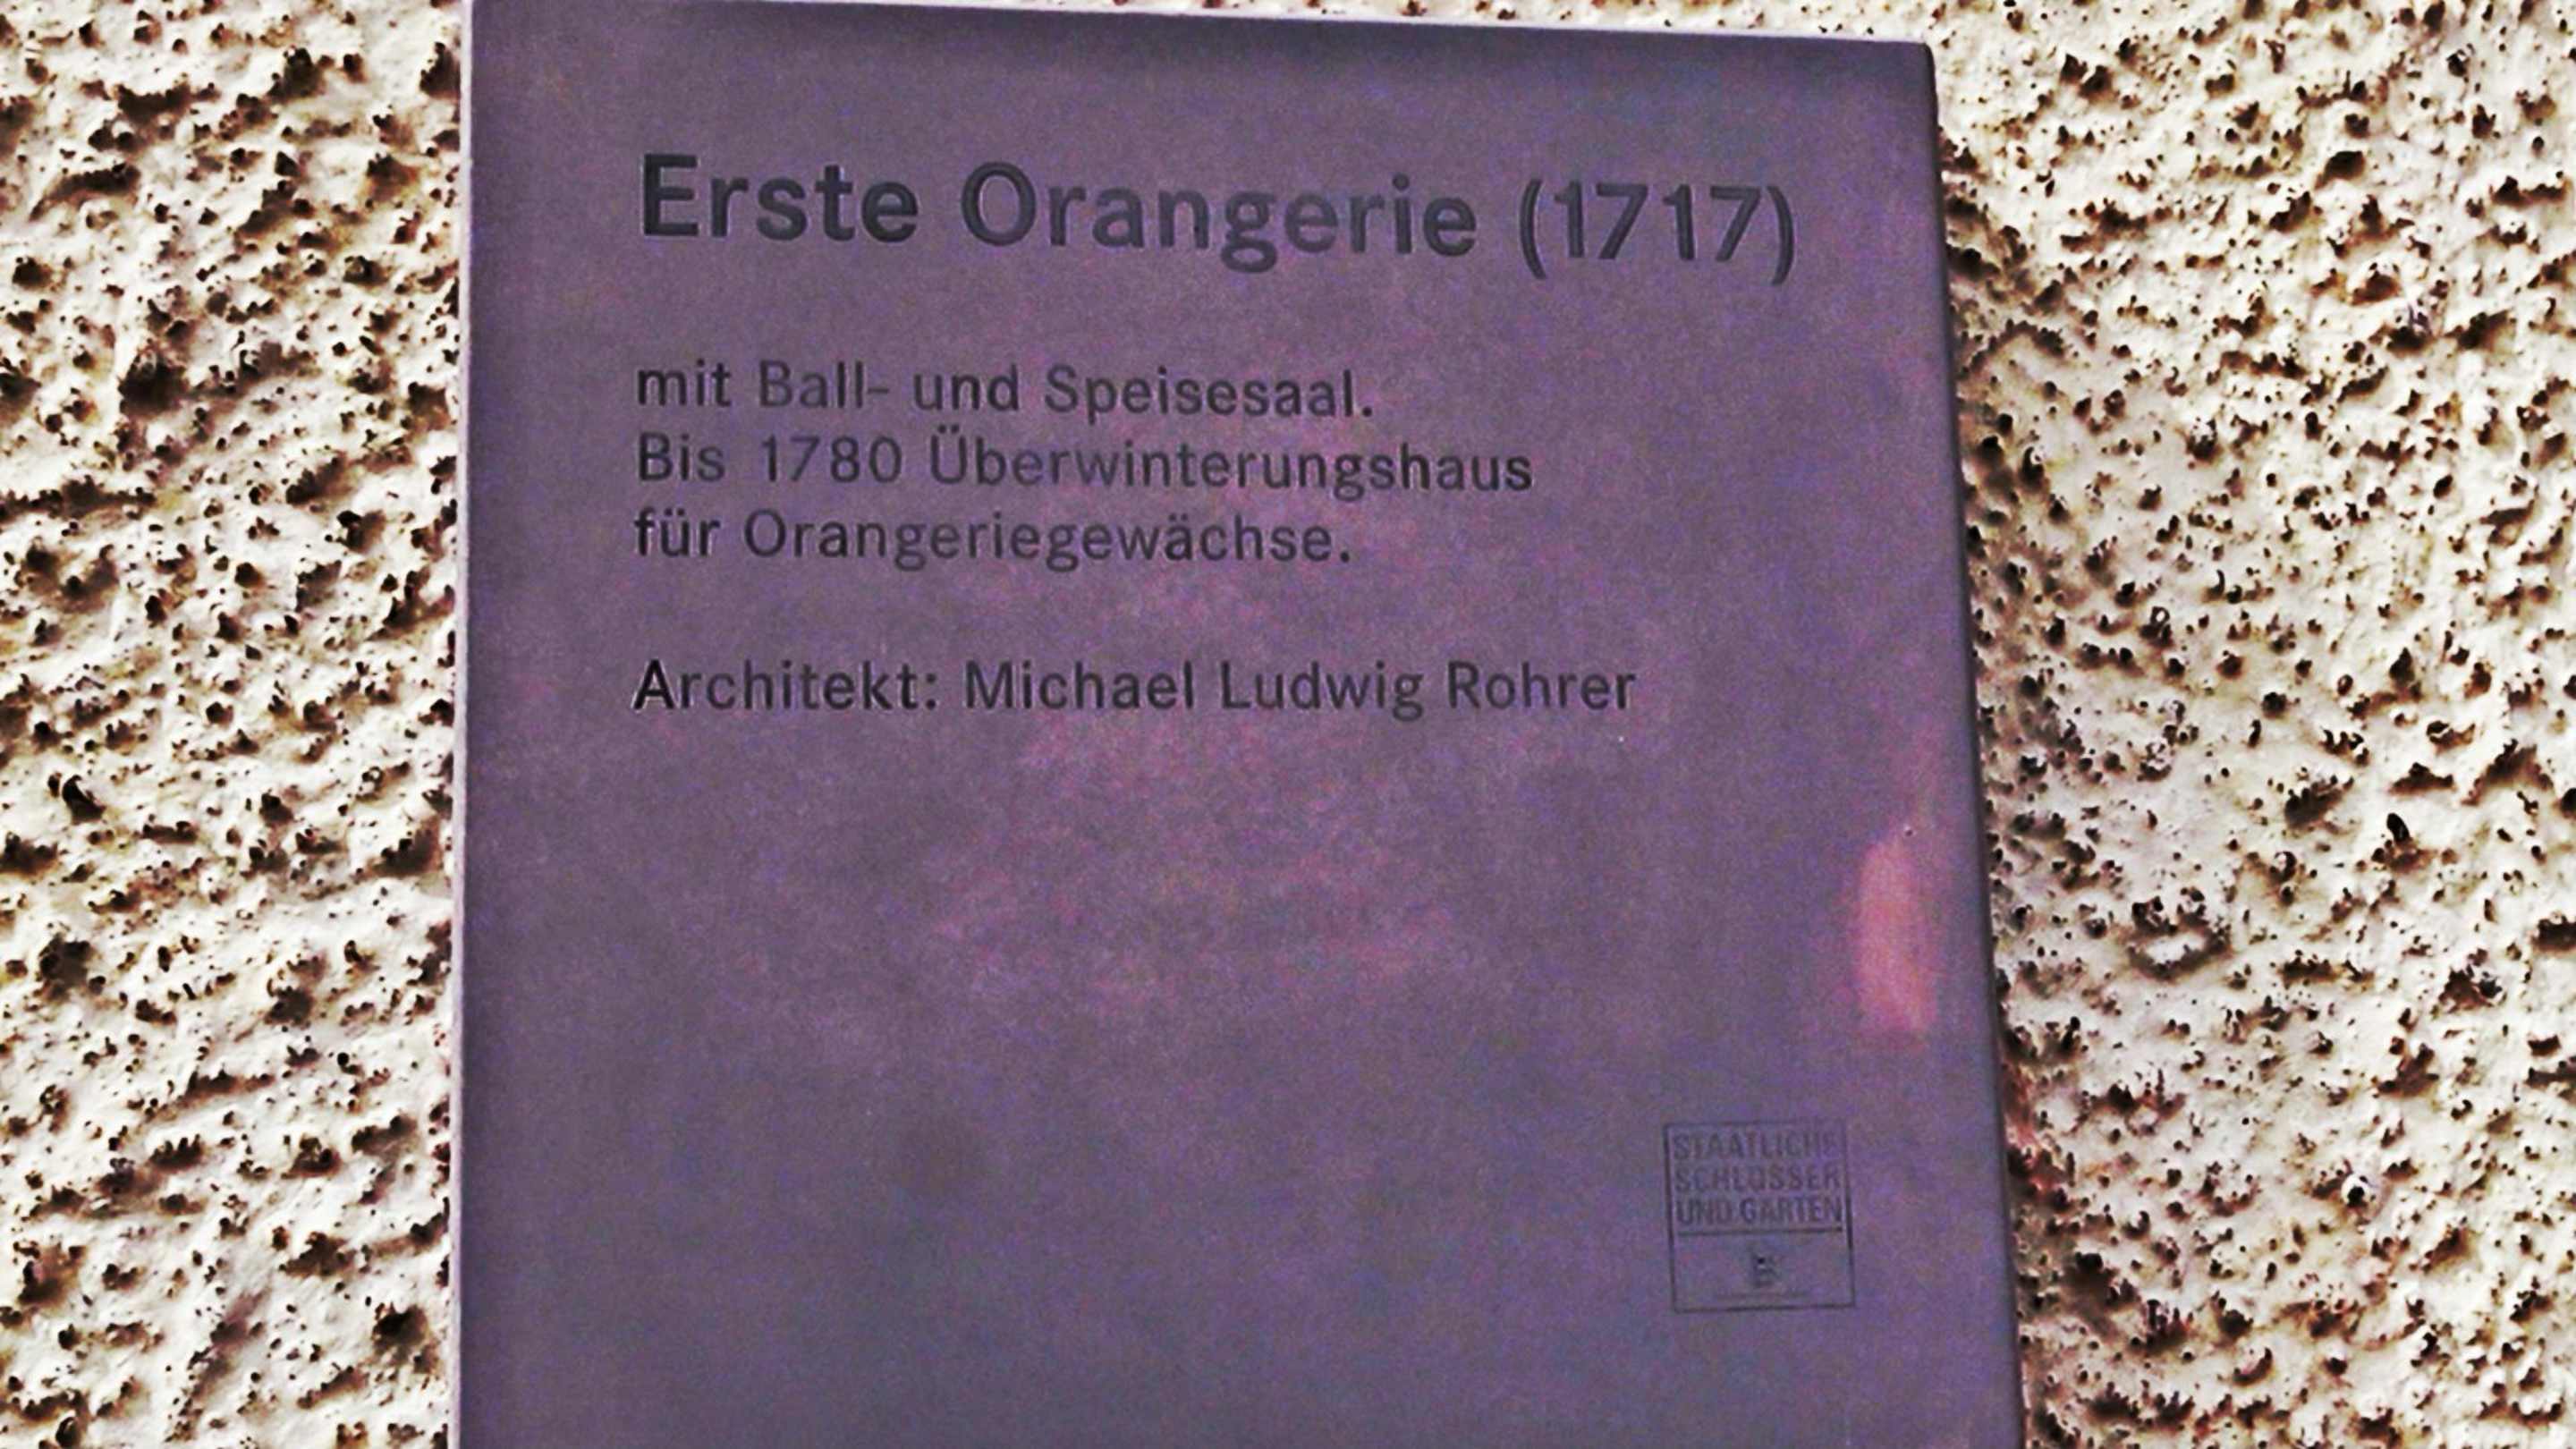 Erste Orangerie (1717)
mit Ball- und Speisesaal.
Bis 1780 Überwinterungshaus
für Orangeriegewächse.
Architekt: Michael Ludwig Rohrer
STAATLICHE
SCHLÖSSER
UND GÄRTEN